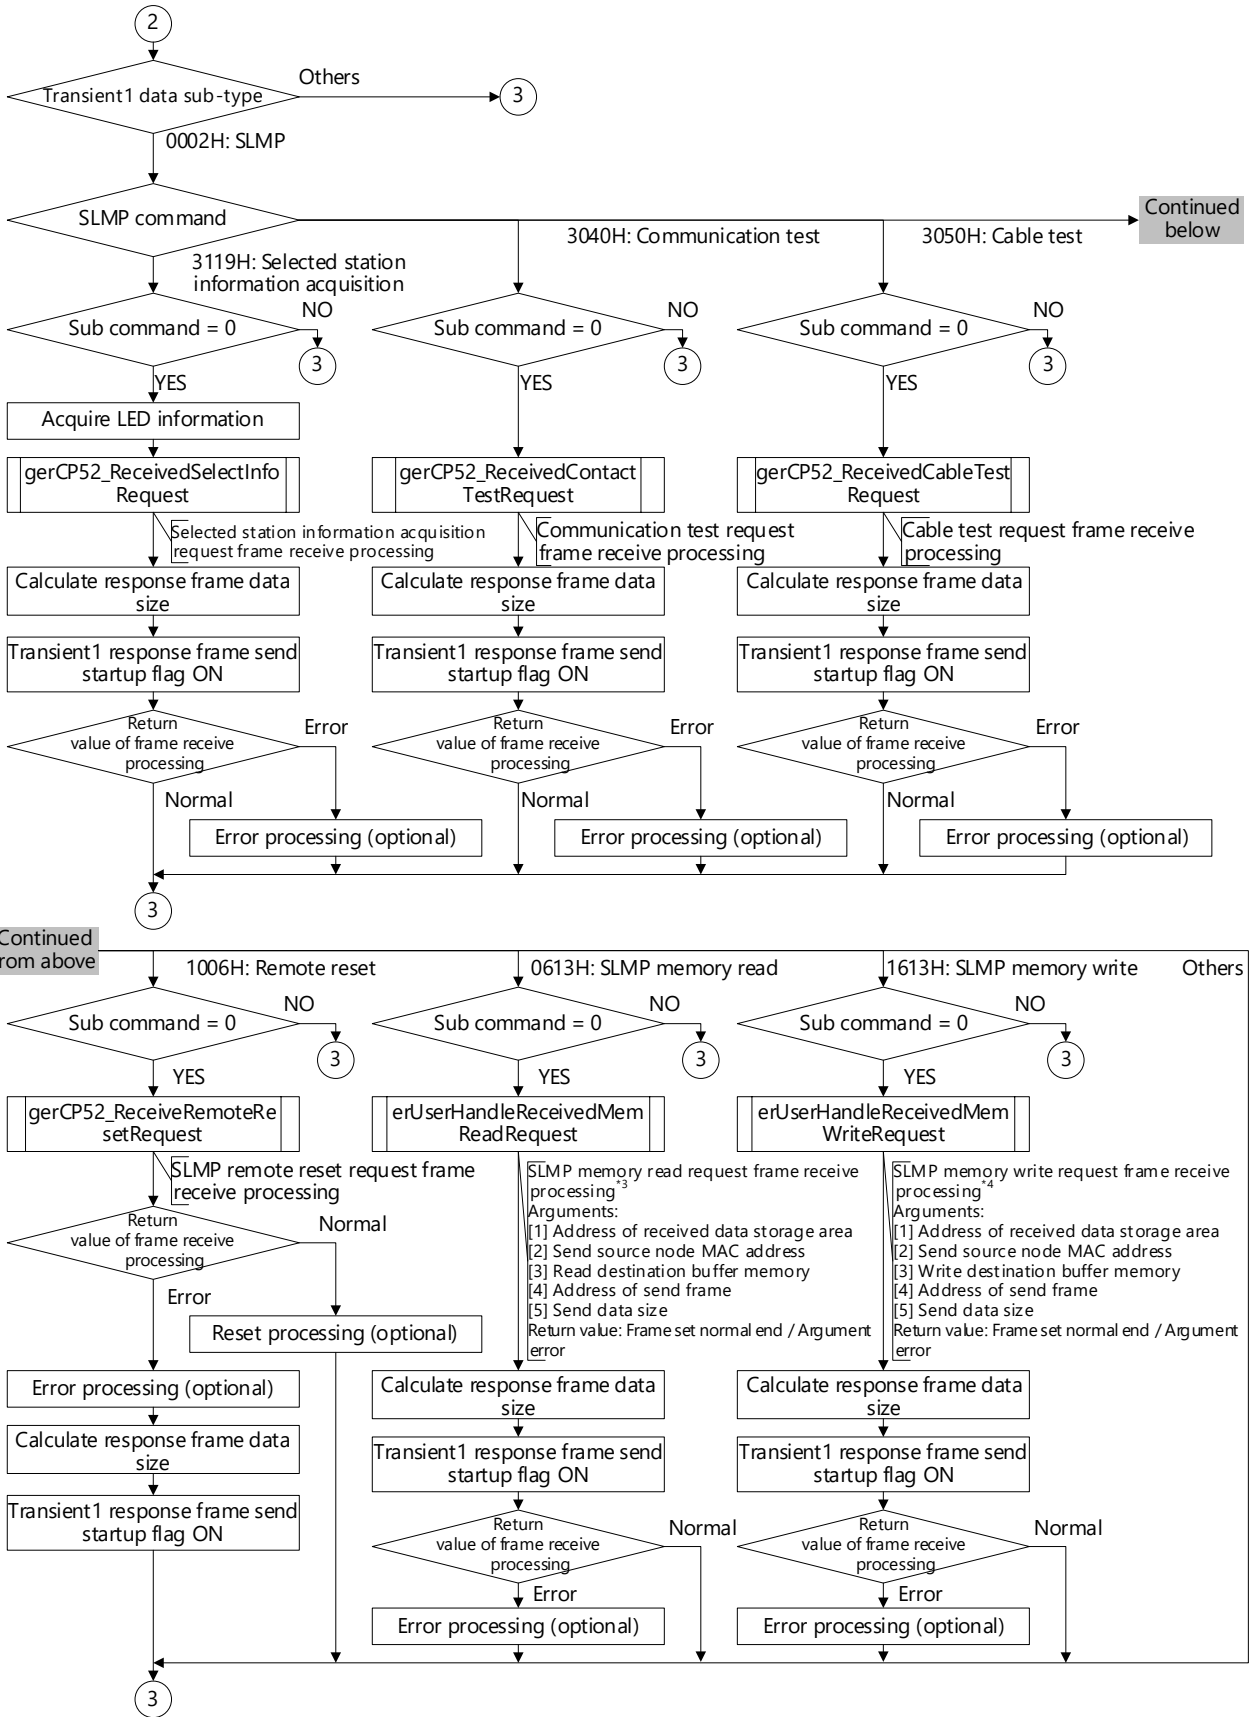 2
Transient1 data sub-type
Others
3
0002H: SLMP
SLMP command
Continued
below
3040H: Communication test
3050H: Cable test
3119H: Selected station
information acquisition
Sub command = 0
NO
3
Sub command = 0
NO
3
Sub command = 0
NO
3
YES
YES
YES
Acquire LED information
gerCP52_ReceivedSelectInfo
Request
gerCP52_ReceivedContact
TestRequest
gerCP52_ReceivedCableTest
Request
Selected station information acquisition
request frame receive processing
Communication test request
frame receive processing
Cable test request frame receive
processing
Calculate response frame data
size
Calculate response frame data
size
Calculate response frame data
size
Transient1 response frame send
startup flag ON
Transient1 response frame send
startup flag ON
Transient1 response frame send
startup flag ON
Return
value of frame receive
processing
Error
Return
value of frame receive
processing
Error
Return
value of frame receive
processing
Error
Normal
Normal
Normal
Error processing (optional)
Error processing (optional)
Error processing (optional)
3
Continued
rom above
1006H: Remote reset
0613H: SLMP memory read
1613H: SLMP memory write
Others
Sub command = 0
NO
3
Sub command = 0
NO
3
Sub command = 0
NO
3
YES
YES
YES
gerCP52_ReceiveRemoteRe
setRequest
erUserHandleReceivedMem
ReadRequest
erUserHandleReceivedMem
WriteRequest
SLMP remote reset request frame
receive processing
SLMP memory read request frame receive
processing*3
Arguments:
[1] Address of received data storage area
[2] Send source node MAC address
[3] Read destination buffer memory
[4] Address of send frame
[5] Send data size
Return value: Frame set normal end / Argument
error
SLMP memory write request frame receive
processing*4
Arguments:
[1] Address of received data storage area
[2] Send source node MAC address
[3] Write destination buffer memory
[4] Address of send frame
[5] Send data size
Return value: Frame set normal end / Argument
error
Return
value of frame receive
processing
Normal
Error
Reset processing (optional)
Error processing (optional)
Calculate response frame data
size
Transient1 response frame send
startup flag ON
Calculate response frame data
size
Calculate response frame data
size
Transient1 response frame send
startup flag ON
Transient1 response frame send
startup flag ON
Return
value of frame receive
processing
Normal
Return
value of frame receive
processing
Normal
Error
Error
Error processing (optional)
Error processing (optional)
3